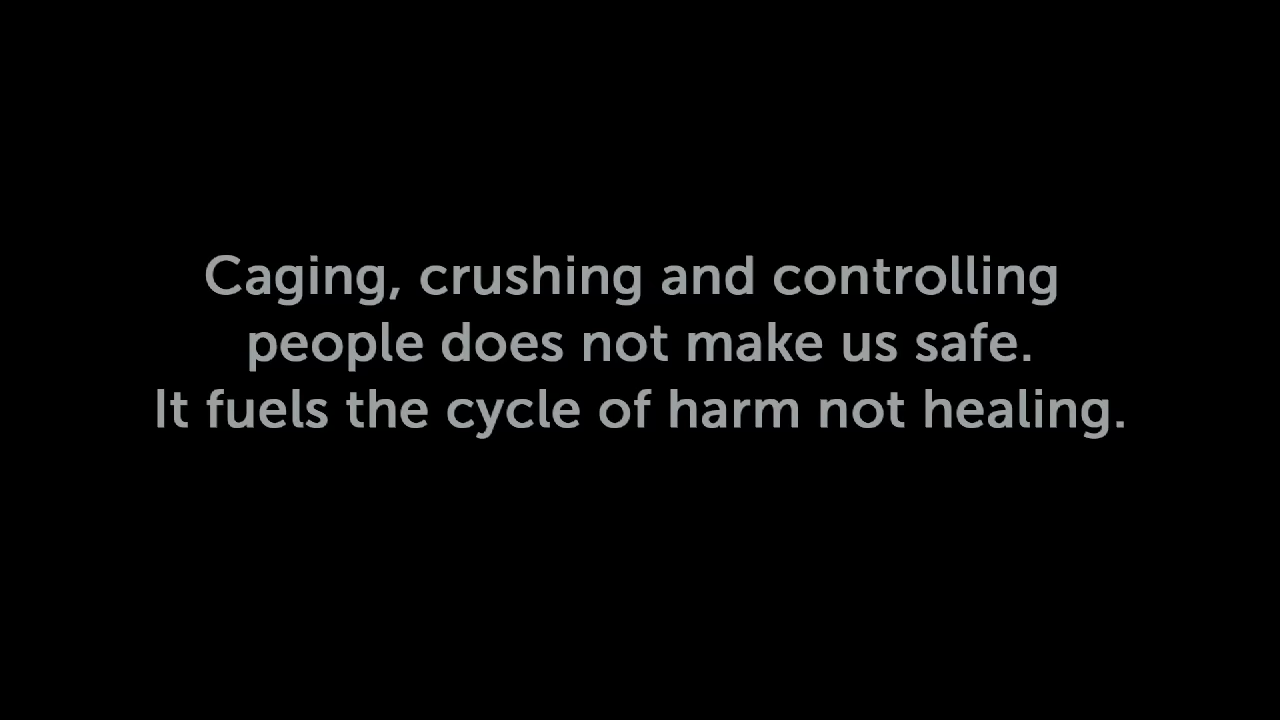 Caging, crushing and controlling
people does not make us safe.
It fuels the cycle of harm not healing.